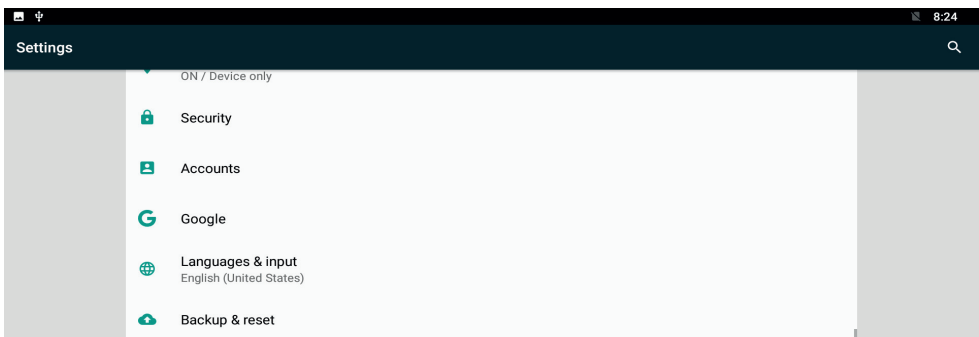 8:24
Settings
ON / Device only
Security
Accounts
Google
Languages & input
English (United States)
Backup & reset